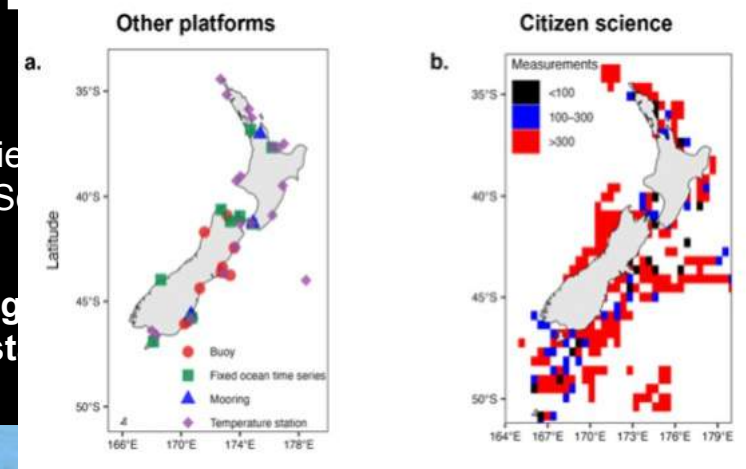 Other platforms
a.
35°S
40°S
45°S
50°S
Latitude
Buoy
Fixed ocean time series
Mooring
Temperature station
166°E 170°E 174°E 178°E
Citizen science
b.
Measurements
<100
100–300
>300
35°S
40°S
45°S
50°S
164°E 167°E 170°E 173°E 176°E 179°E